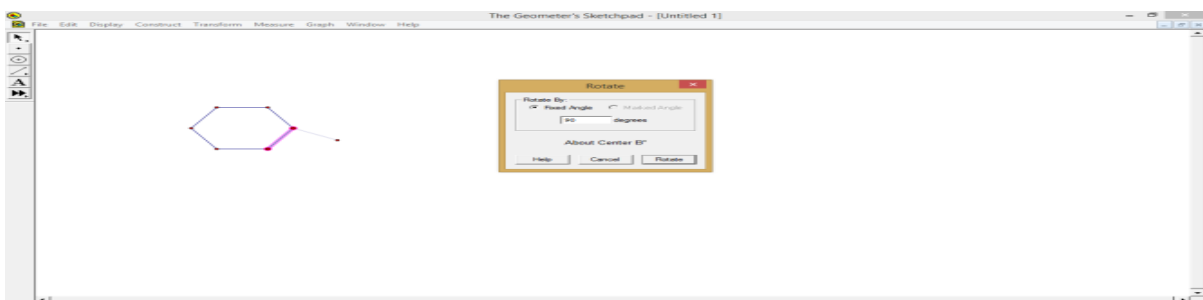 The Geometer's Sketchpad - [Untitled 1]
File Edit Display Construct Transform Measure Graph Window Help
A
Rotate
Rotate By:
Fixed Angle Marked Angle
90 degrees
About Center B"
Help Cancel Rotate